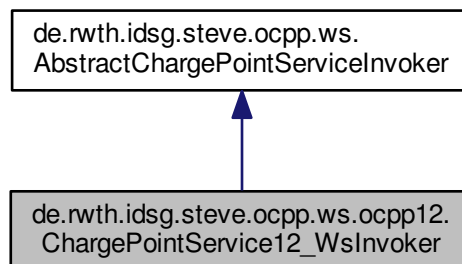 de.rwth.idsg.steve.ocpp.ws.
AbstractChargePointServiceInvoker
de.rwth.idsg.steve.ocpp.ws.ocpp12.
ChargePointService12_WsInvoker